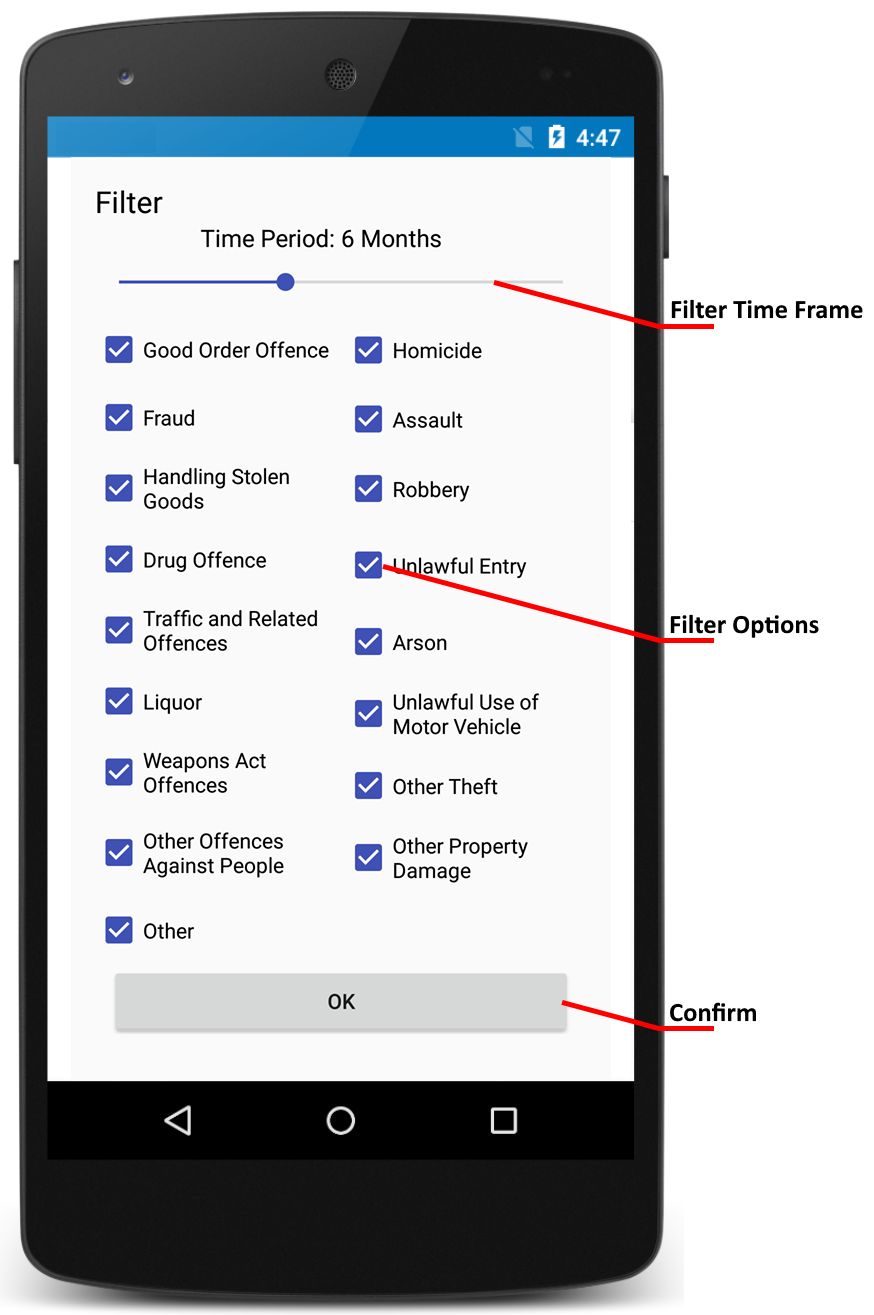 4:47
Filter
Time Period: 6 Months
Filter Time Frame
Good Order Offence
Homicide
Fraud
Assault
Handling Stolen
Goods
Robbery
Drug Offence
Unlawful Entry
Filter Options
Traffic and Related
Offences
Arson
Liquor
Unlawful Use of
Motor Vehicle
Weapons Act
Offences
Other Theft
Other Offences
Against People
Other Property
Damage
Other
OK
Confirm